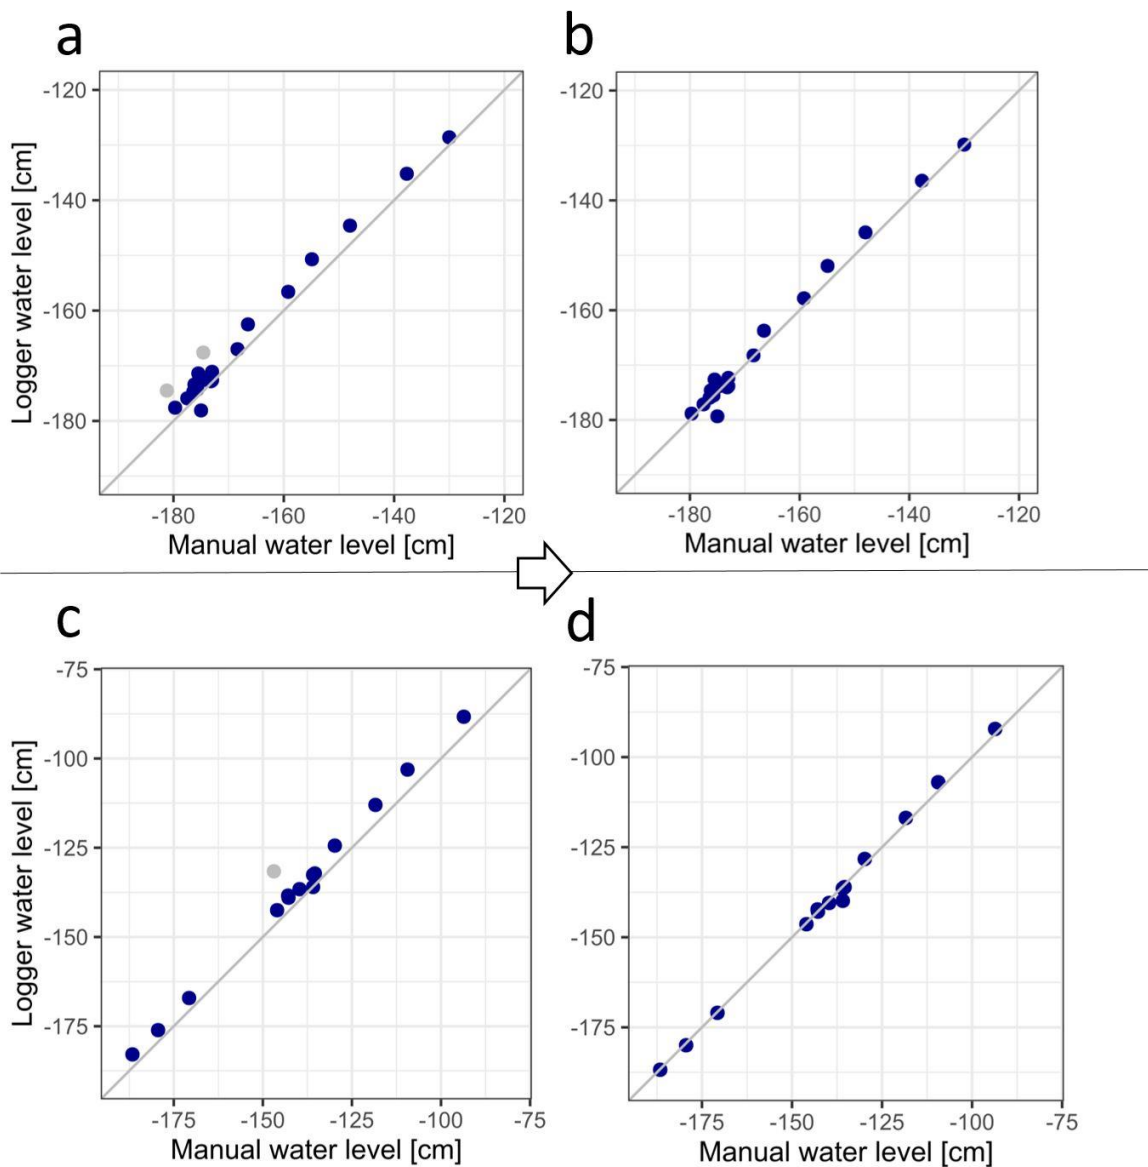 a
b
-120
-140
-160
-180
Logger water level [cm]
-180 -160 -140 -120
Manual water level [cm]
-120
-140
-160
-180
-180 -160 -140 -120
Manual water level [cm]
c
d
-75
-100
-125
-150
-175
Logger water level [cm]
-175 -150 -125 -100 -75
Manual water level [cm]
-75
-100
-125
-150
-175
-175 -150 -125 -100 -75
Manual water level [cm]